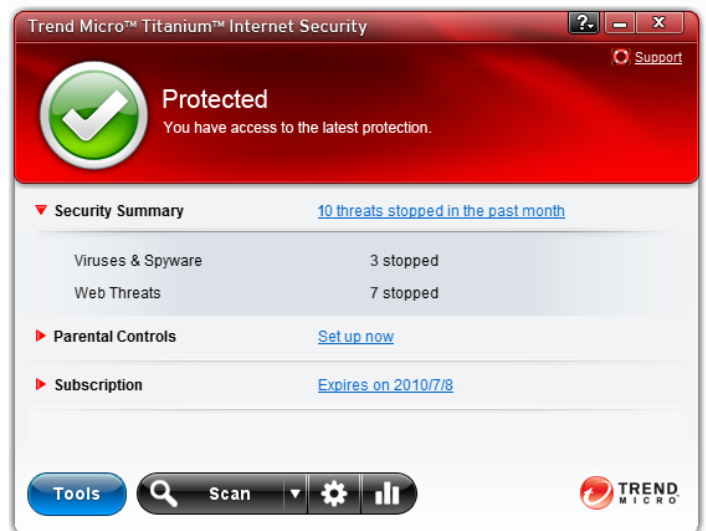 Trend Micro™ Titanium™ Internet Security
?
Support
Protected
You have access to the latest protection.
Security Summary 10 threats stopped in the past month
Viruses & Spyware 3 stopped
Web Threats 7 stopped
Parental Controls Set up now
Subscription Expires on 2010/7/8
Tools Scan
TREND
MICRO